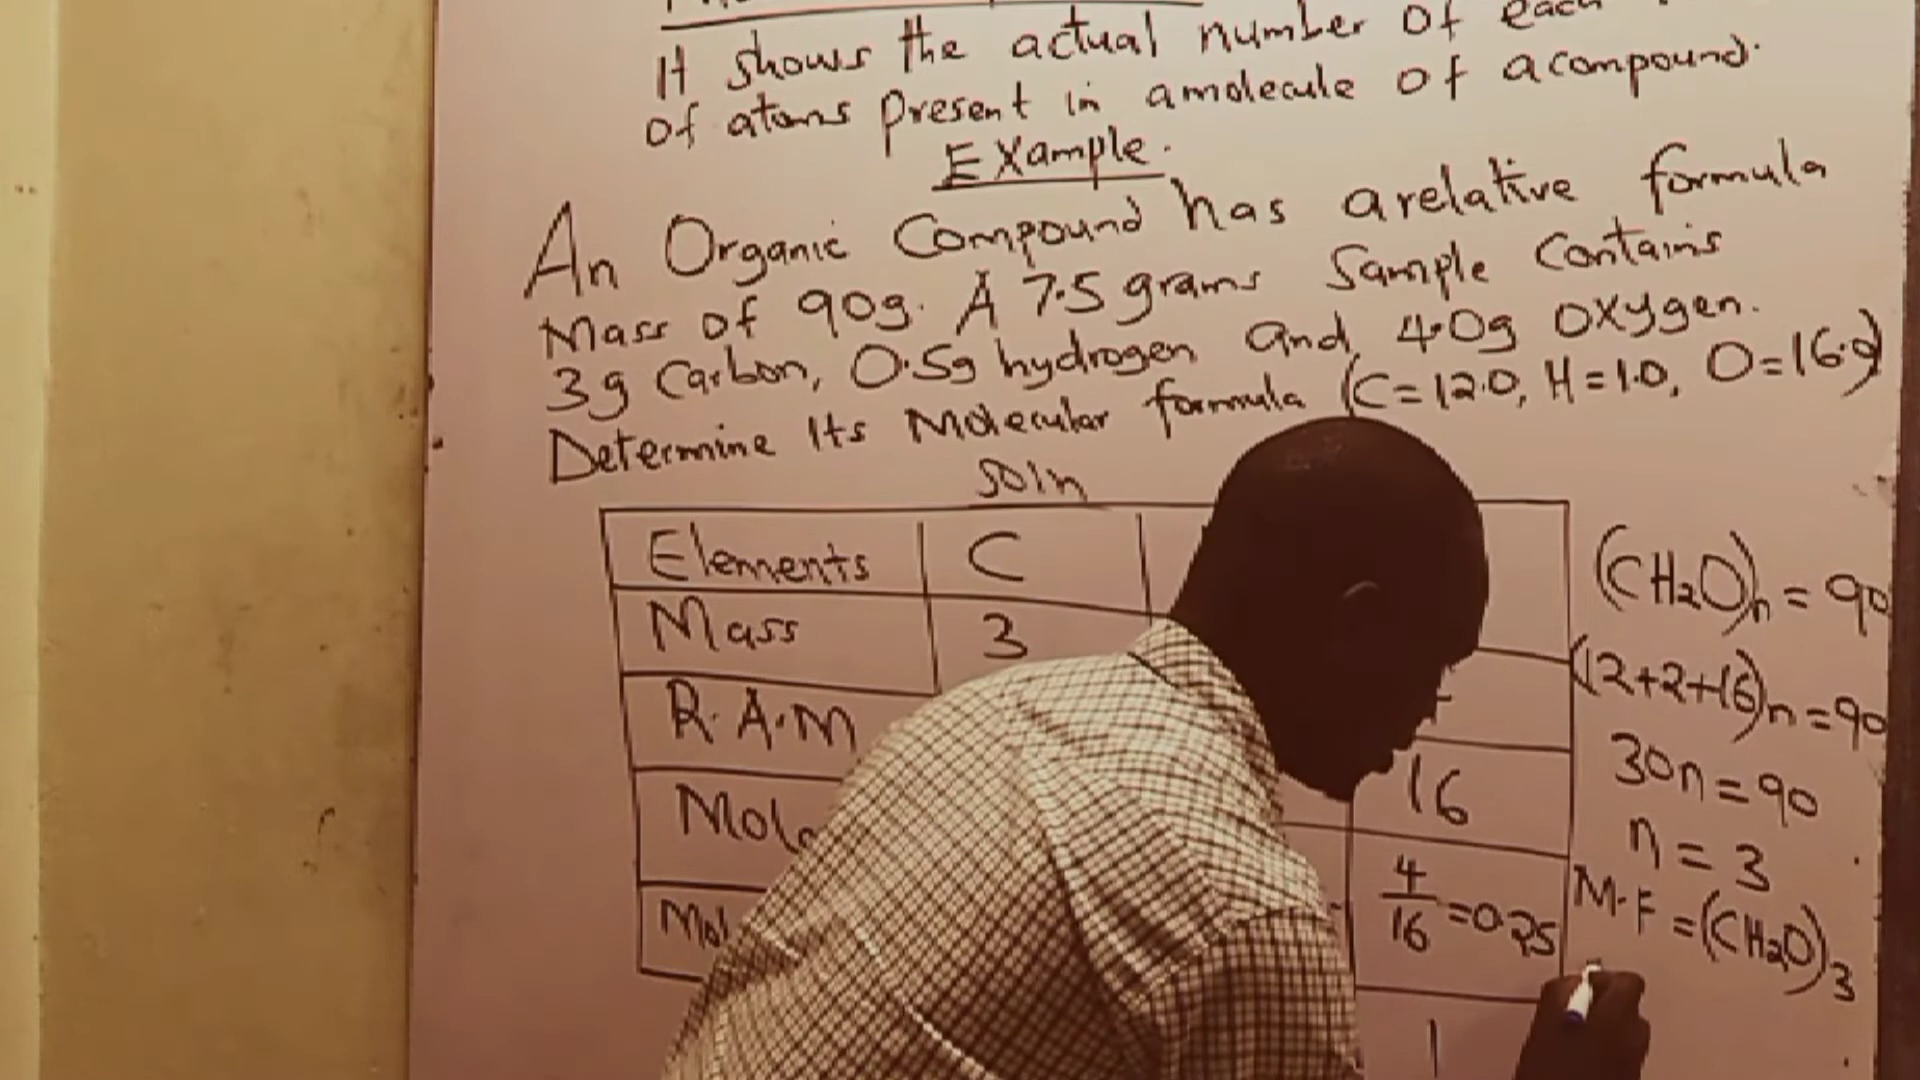 It shows the actual number of each
of atoms present in a molecule of a compound.
Example.
An Organic Compound has a relative formula
Mass of 90g. A 7.5 grams Sample Contains
3g Carbon, 0.5g hydrogen and 4.0g oxygen.
Determine Its Molecular formula (C=12.0, H=1.0, O=16.0)
Soln
Elements C
Mass 3
R.A.M
16
4/16 = 0.25
1
(CH₂O)n = 90
(12+2+16)n = 90
30n = 90
n = 3
M.F = (CH₂O)3